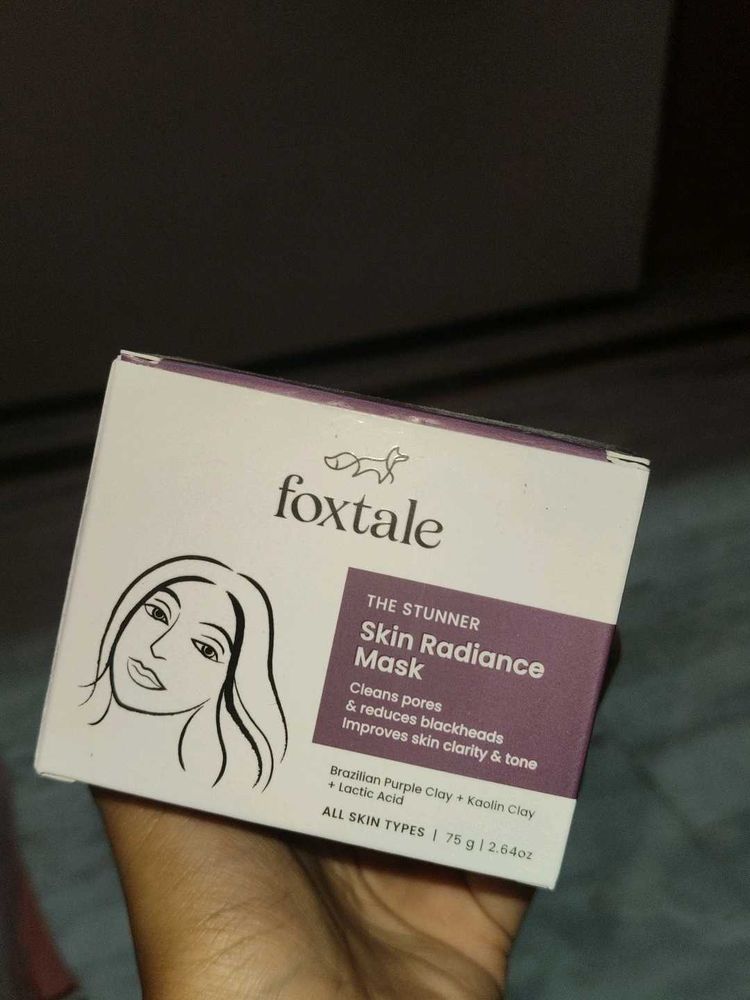 foxtale
THE STUNNER
Skin Radiance
Mask
Cleans pores
& reduces blackheads
Improves skin clarity & tone
Brazilian Purple Clay + Kaolin Clay
+ Lactic Acid
ALL SKIN TYPES | 75 g | 2.64oz